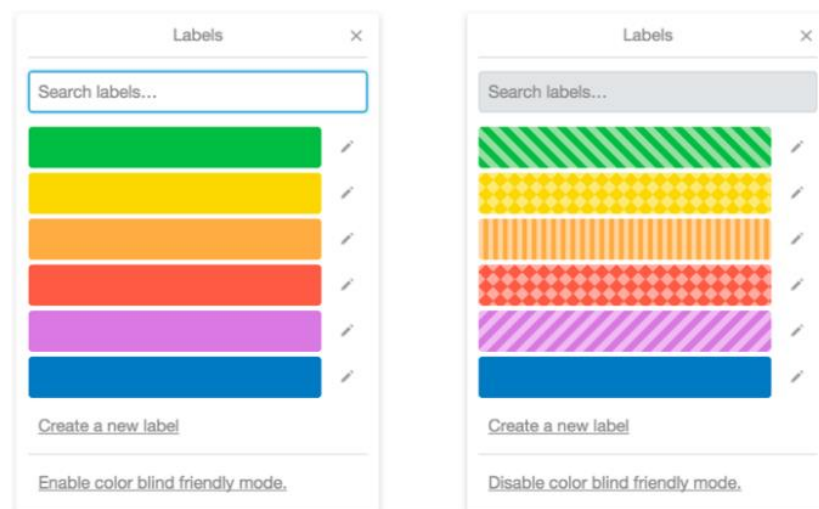 Labels
Search labels...
Create a new label
Enable color blind friendly mode.
Labels
Search labels...
Create a new label
Disable color blind friendly mode.